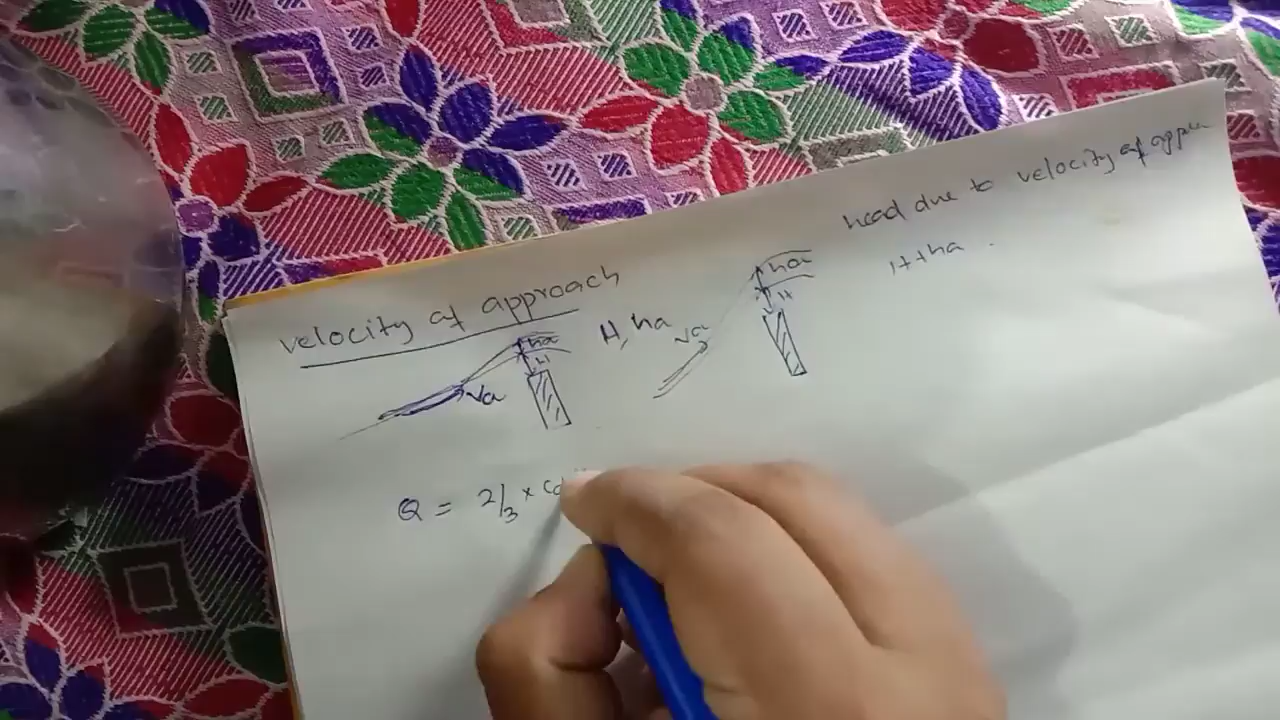 head due to velocity of appr
H+ha
velocity of approach
ha
H
Va
H, ha
Va
ha
H
Q = 2/3 × Cd